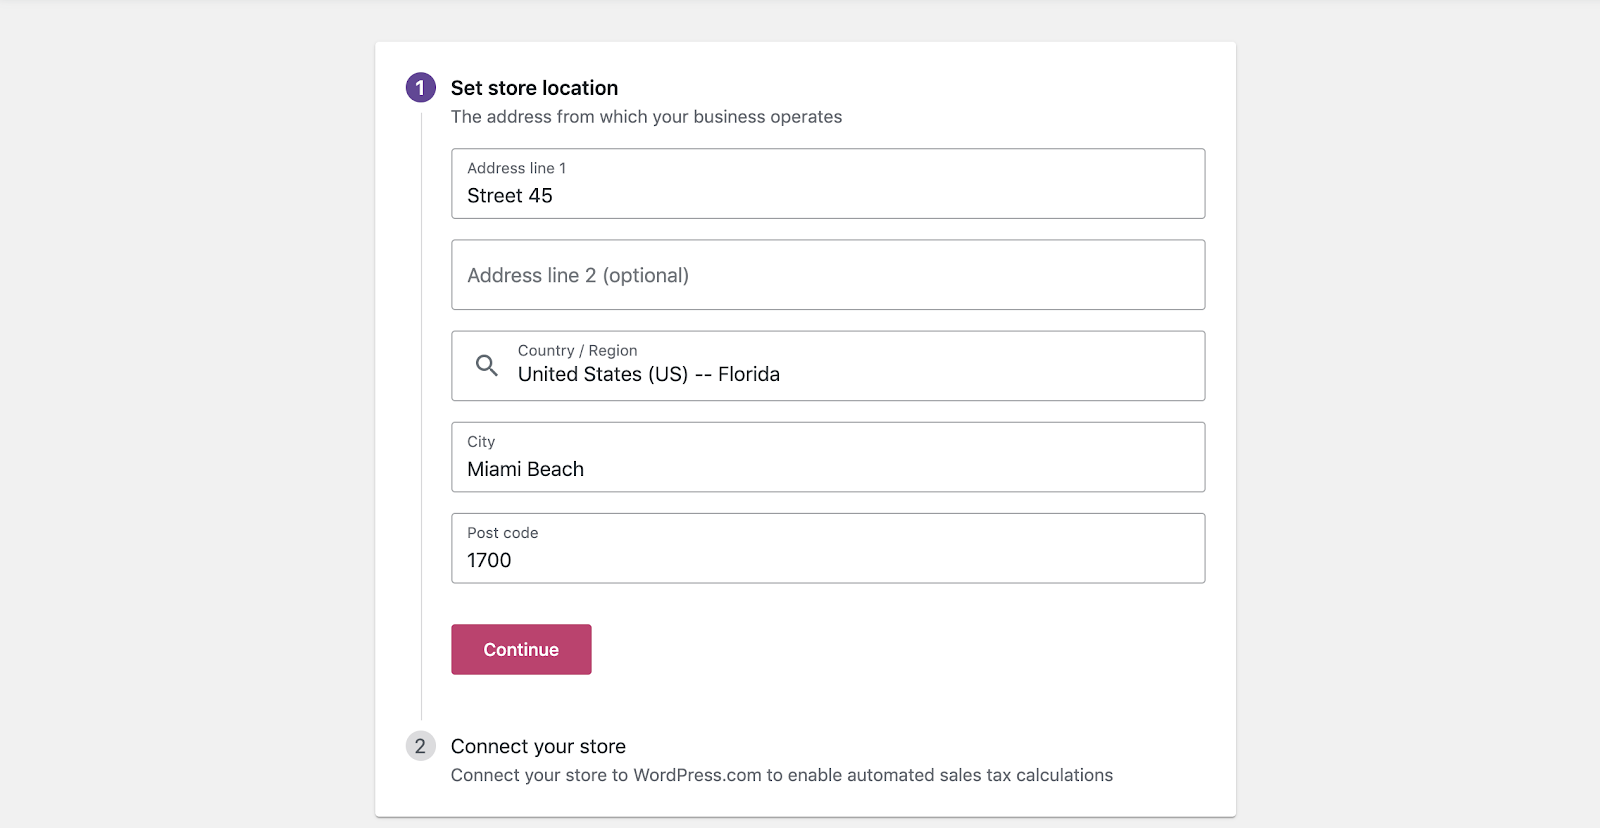 1
Set store location
The address from which your business operates
Address line 1
Street 45
Address line 2 (optional)
Country / Region
United States (US) -- Florida
City
Miami Beach
Post code
1700
Continue
2
Connect your store
Connect your store to WordPress.com to enable automated sales tax calculations